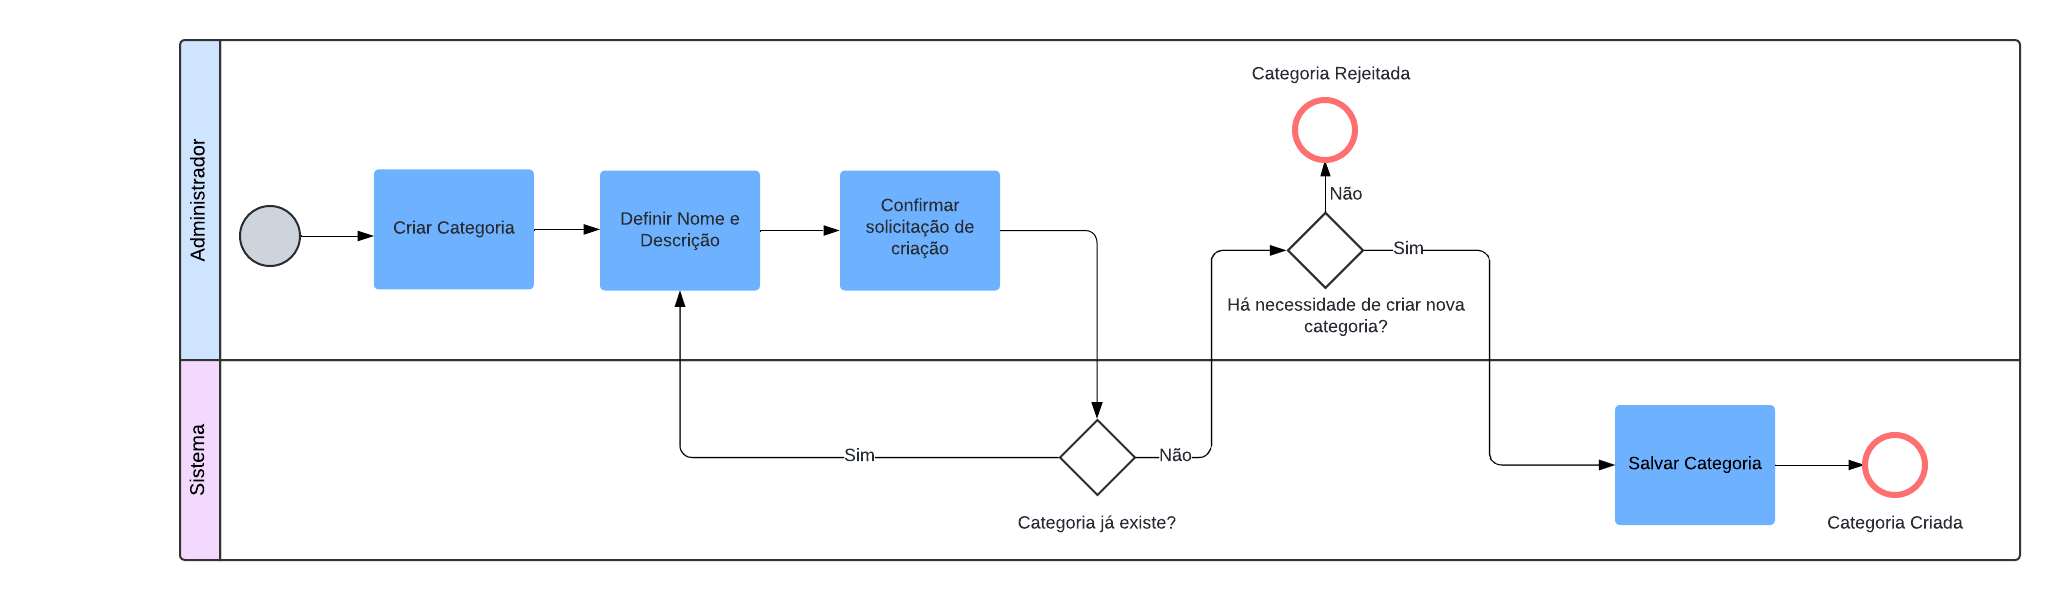 Administrador
Criar Categoria
Definir Nome e
Descrição
Confirmar
solicitação de
criação
Categoria Rejeitada
Não
Sim
Há necessidade de criar nova
categoria?
Sistema
Sim
Não
Categoria já existe?
Salvar Categoria
Categoria Criada